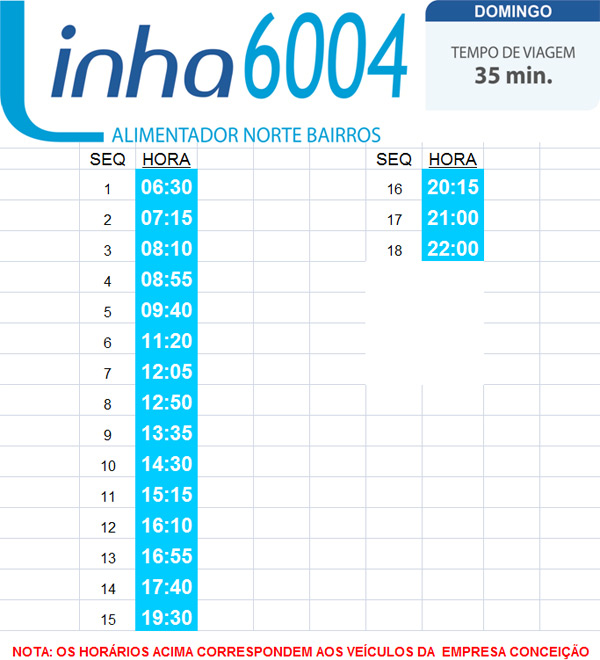 Linha 6004
DOMINGO
TEMPO DE VIAGEM
35 min.
ALIMENTADOR NORTE BAIRROS
SEQ HORA
1 06:30
2 07:15
3 08:10
4 08:55
5 09:40
6 11:20
7 12:05
8 12:50
9 13:35
10 14:30
11 15:15
12 16:10
13 16:55
14 17:40
15 19:30
SEQ HORA
16 20:15
17 21:00
18 22:00
NOTA: OS HORÁRIOS ACIMA CORRESPONDEM AOS VEÍCULOS DA EMPRESA CONCEIÇÃO